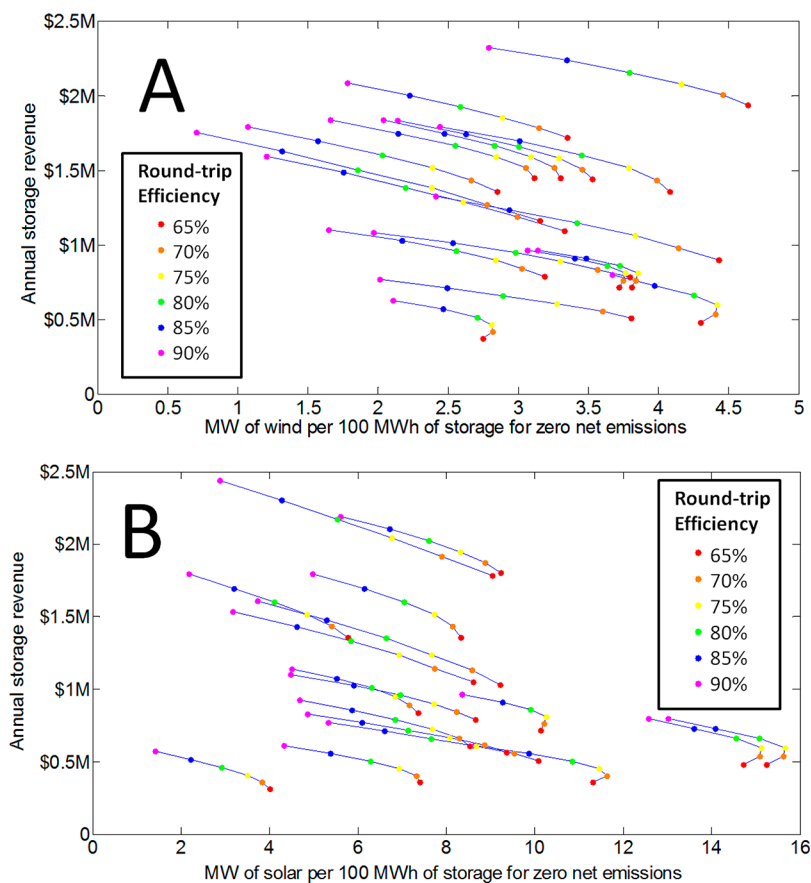 $2.5M
$2M
$1.5M
$1M
$0.5M
0
Annual storage revenue
A
Round-trip
Efficiency
65%
70%
75%
80%
85%
90%
0 0.5 1 1.5 2 2.5 3 3.5 4 4.5 5
MW of wind per 100 MWh of storage for zero net emissions
$2.5M
$2M
$1.5M
$1M
$0.5M
0
Annual storage revenue
B
Round-trip
Efficiency
65%
70%
75%
80%
85%
90%
0 2 4 6 8 10 12 14 16
MW of solar per 100 MWh of storage for zero net emissions